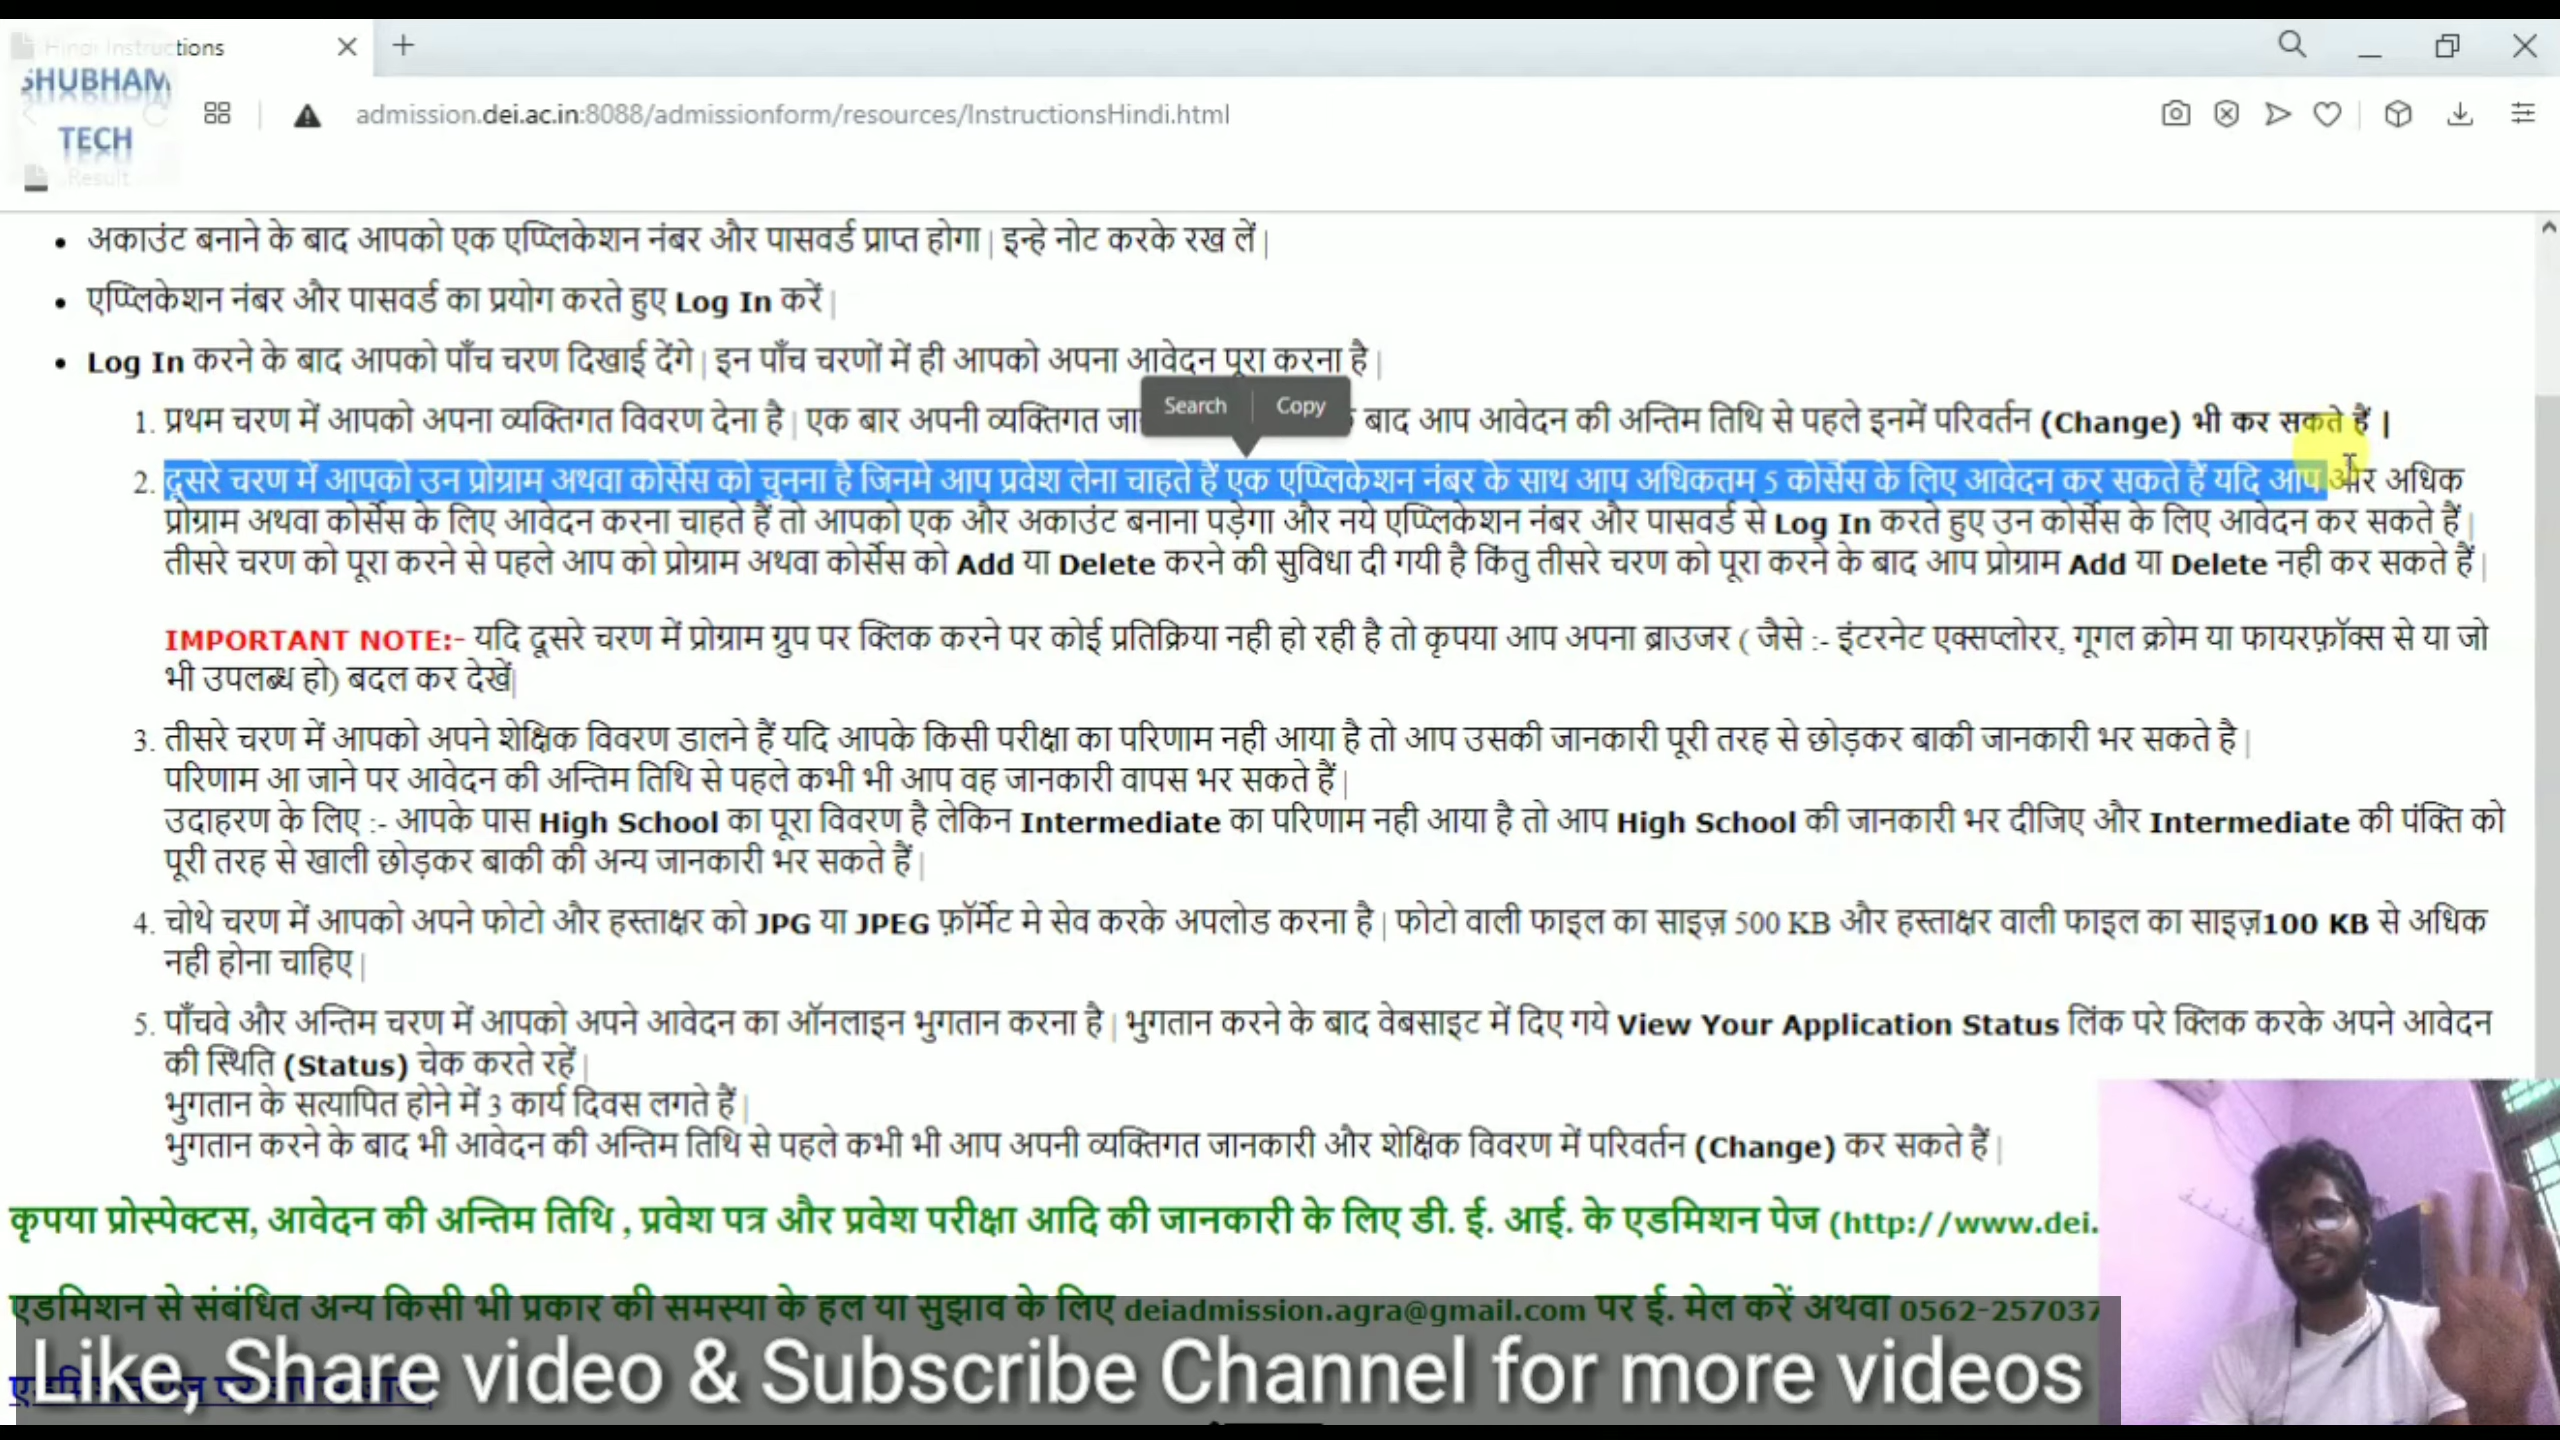 Hindi Instructions
SHUBHAM
TECH
admission.dei.ac.in:8088/admissionform/resources/InstructionsHindi.html
Result
• अकाउंट बनाने के बाद आपको एक एप्प्लिकेशन नंबर और पासवर्ड प्राप्त होगा | इन्हे नोट करके रख लें |
• एप्प्लिकेशन नंबर और पासवर्ड का प्रयोग करते हुए Log In करें |
• Log In करने के बाद आपको पाँच चरण दिखाई देंगे | इन पाँच चरणों में ही आपको अपना आवेदन पूरा करना है |
Search Copy
1. प्रथम चरण में आपको अपना व्यक्तिगत विवरण देना है | एक बार अपनी व्यक्तिगत जा बाद आप आवेदन की अन्तिम तिथि से पहले इनमें परिवर्तन (Change) भी कर सकते हैं |
2. दूसरे चरण में आपको उन प्रोग्राम अथवा कोर्सेस को चुनना है जिनमे आप प्रवेश लेना चाहते हैं एक एप्प्लिकेशन नंबर के साथ आप अधिकतम 5 कोर्सेस के लिए आवेदन कर सकते हैं यदि आप और अधिक
प्रोग्राम अथवा कोर्सेस के लिए आवेदन करना चाहते हैं तो आपको एक और अकाउंट बनाना पड़ेगा और नये एप्प्लिकेशन नंबर और पासवर्ड से Log In करते हुए उन कोर्सेस के लिए आवेदन कर सकते हैं |
तीसरे चरण को पूरा करने से पहले आप को प्रोग्राम अथवा कोर्सेस को Add या Delete करने की सुविधा दी गयी है किंतु तीसरे चरण को पूरा करने के बाद आप प्रोग्राम Add या Delete नही कर सकते हैं |
IMPORTANT NOTE:- यदि दूसरे चरण में प्रोग्राम ग्रुप पर क्लिक करने पर कोई प्रतिक्रिया नही हो रही है तो कृपया आप अपना ब्राउजर ( जैसे :- इंटरनेट एक्सप्लोरर, गूगल क्रोम या फायरफ़ॉक्स से या जो
भी उपलब्ध हो) बदल कर देखें|
3. तीसरे चरण में आपको अपने शेक्षिक विवरण डालने हैं यदि आपके किसी परीक्षा का परिणाम नही आया है तो आप उसकी जानकारी पूरी तरह से छोड़कर बाकी जानकारी भर सकते है |
परिणाम आ जाने पर आवेदन की अन्तिम तिथि से पहले कभी भी आप वह जानकारी वापस भर सकते हैं |
उदाहरण के लिए :- आपके पास High School का पूरा विवरण है लेकिन Intermediate का परिणाम नही आया है तो आप High School की जानकारी भर दीजिए और Intermediate की पंक्ति को
पूरी तरह से खाली छोड़कर बाकी की अन्य जानकारी भर सकते हैं |
4. चोथे चरण में आपको अपने फोटो और हस्ताक्षर को JPG या JPEG फ़ॉर्मेट मे सेव करके अपलोड करना है | फोटो वाली फाइल का साइज़ 500 KB और हस्ताक्षर वाली फाइल का साइज़100 KB से अधिक
नही होना चाहिए |
5. पाँचवे और अन्तिम चरण में आपको अपने आवेदन का ऑनलाइन भुगतान करना है | भुगतान करने के बाद वेबसाइट में दिए गये View Your Application Status लिंक परे क्लिक करके अपने आवेदन
की स्थिति (Status) चेक करते रहें |
भुगतान के सत्यापित होने में 3 कार्य दिवस लगते हैं |
भुगतान करने के बाद भी आवेदन की अन्तिम तिथि से पहले कभी भी आप अपनी व्यक्तिगत जानकारी और शेक्षिक विवरण में परिवर्तन (Change) कर सकते हैं |
कृपया प्रोस्पेक्टस, आवेदन की अन्तिम तिथि , प्रवेश पत्र और प्रवेश परीक्षा आदि की जानकारी के लिए डी. ई. आई. के एडमिशन पेज (http://www.dei.
एडमिशन से संबंधित अन्य किसी भी प्रकार की समस्या के हल या सुझाव के लिए deiadmission.agra@gmail.com पर ई. मेल करें अथवा 0562-257037
Like, Share video & Subscribe Channel for more videos